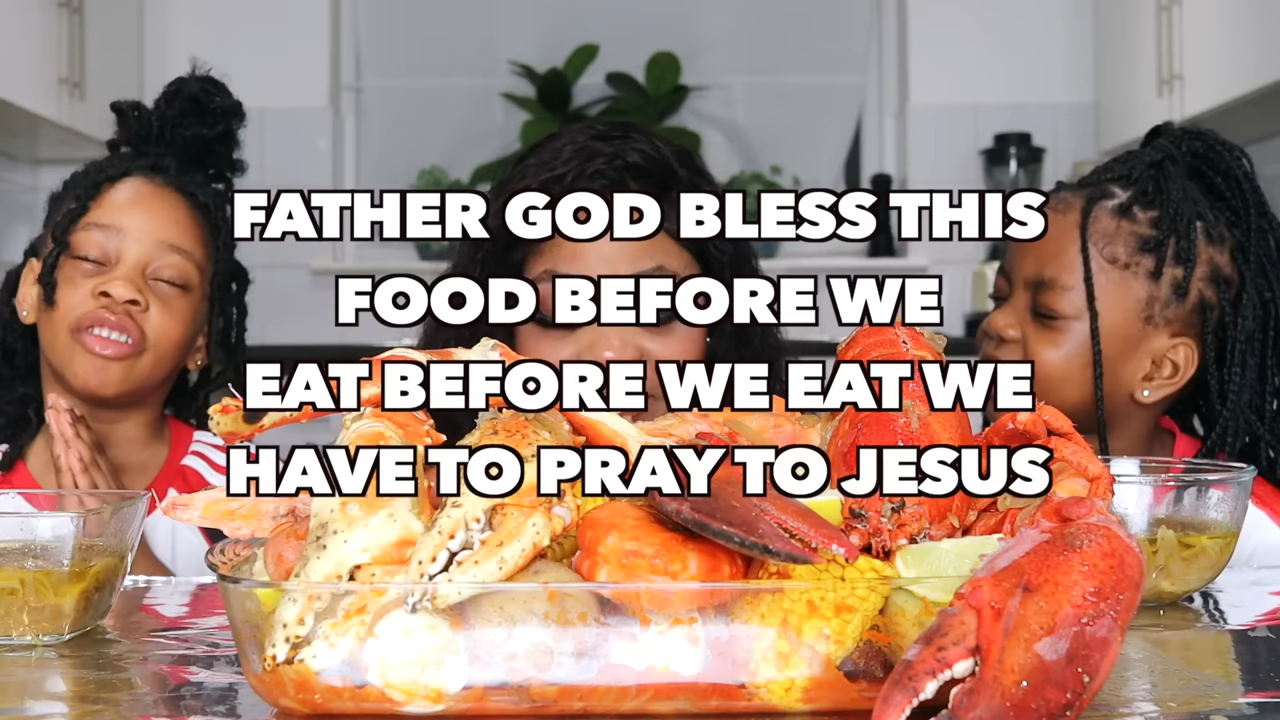 FATHER GOD BLESS THIS
FOOD BEFORE WE
EAT BEFORE WE EAT WE
HAVE TO PRAY TO JESUS